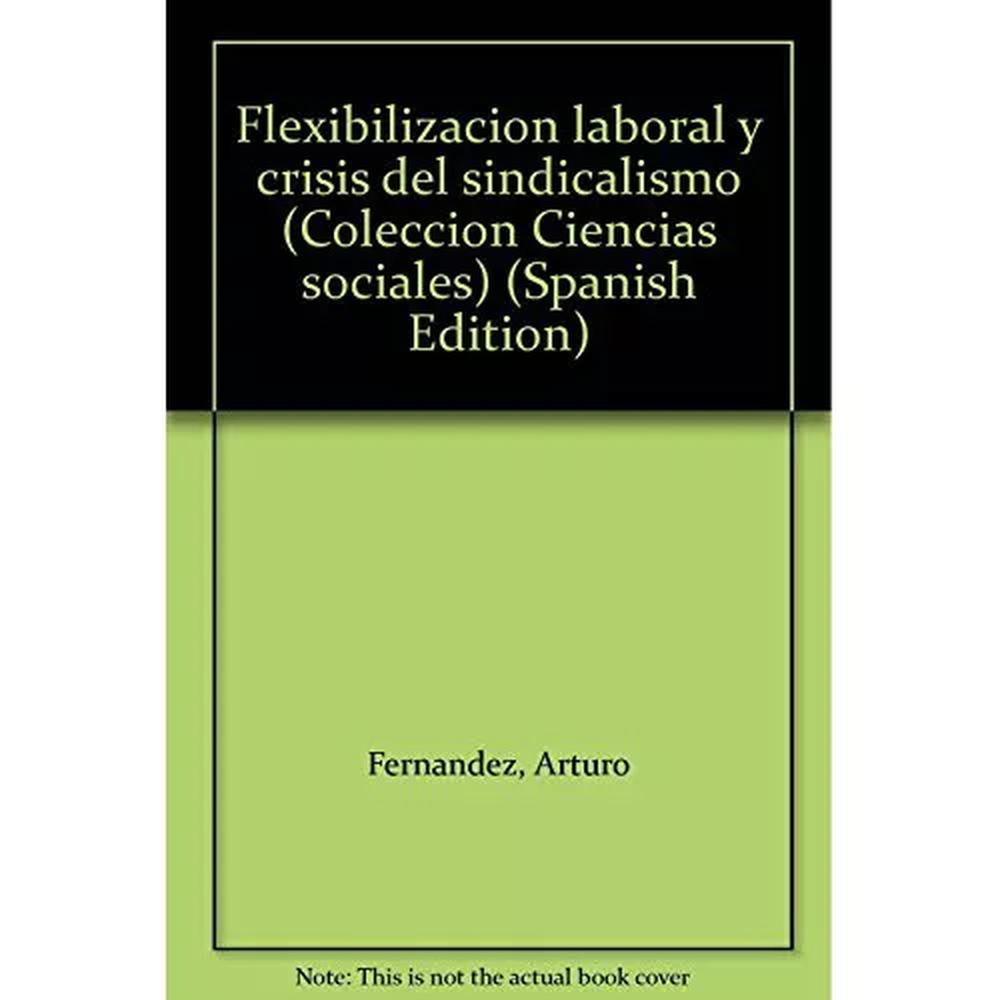 Flexibilizacion laboral y
crisis del sindicalismo
(Coleccion Ciencias
sociales) (Spanish
Edition)
Fernandez, Arturo
Note: This is not the actual book cover